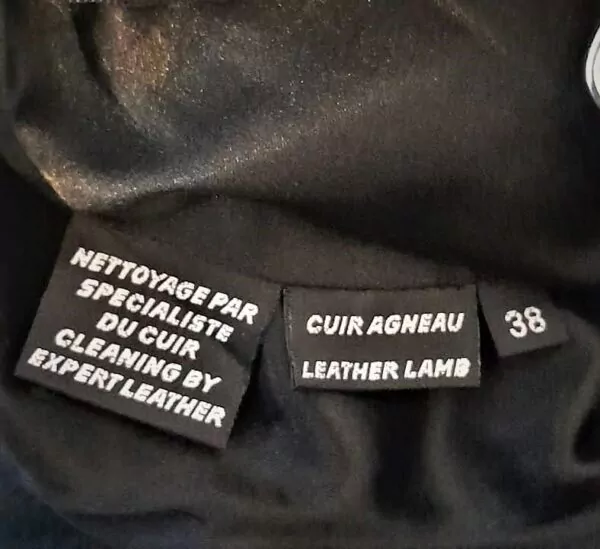 NETTOYAGE PAR
SPECIALISTE
DU CUIR
CLEANING BY
EXPERT LEATHER
CUIR AGNEAU
LEATHER LAMB
38